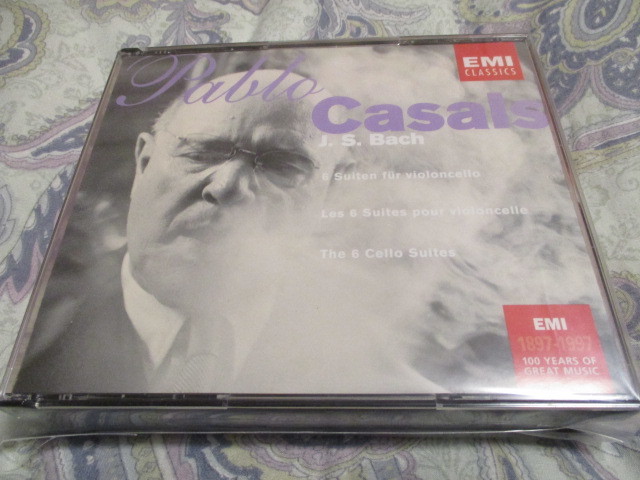 Pablo
Casals
EMI
CLASSICS
J. S. Bach
6 Suiten für violoncello
Les 6 Suites pour violoncelle
The 6 Cello Suites
EMI
1897-1997
100 YEARS OF
GREAT MUSIC